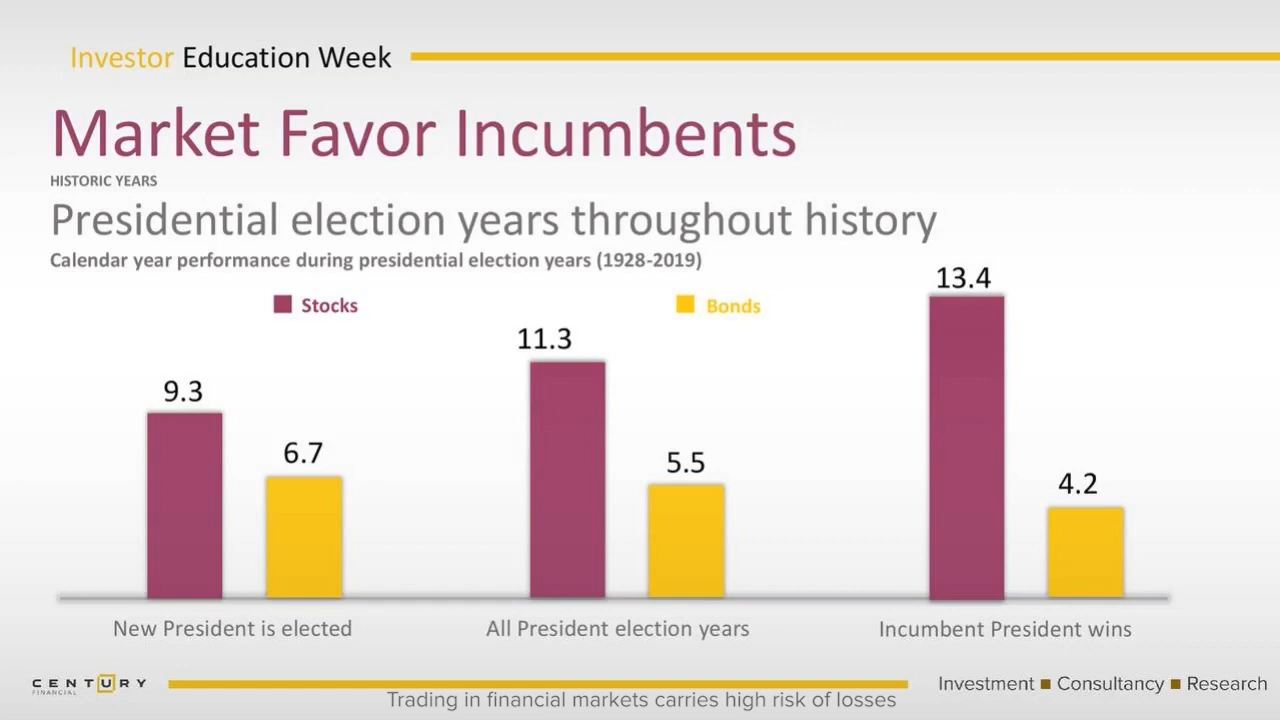 Investor Education Week
Market Favor Incumbents
HISTORIC YEARS
Presidential election years throughout history
Calendar year performance during presidential election years (1928-2019)
Stocks
Bonds
9.3
6.7
11.3
5.5
13.4
4.2
New President is elected
All President election years
Incumbent President wins
CENTURY
FINANCIAL
Trading in financial markets carries high risk of losses
Investment ■ Consultancy ■ Research